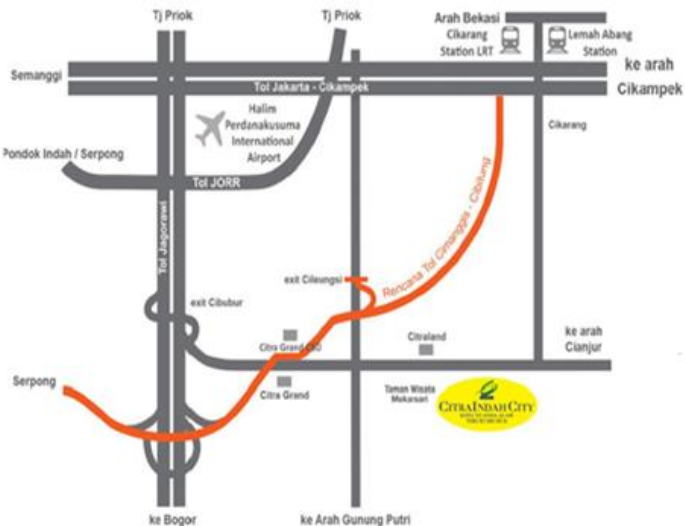 Tj Priok
Tj Priok
Arah Bekasi
Cikarang
Station LRT
Lemah Abang
Station
Semanggi
ke arah
Cikampek
Tol Jakarta - Cikampek
Halim
Perdanakusuma
International
Airport
Cikarang
Pondok Indah / Serpong
Tol JORR
Tol Jagorawi
Rencana Tol Cimanggis - Cibitung
exit Cileungsi
exit Cibubur
Citra Grand
Citraland
ke arah
Cianjur
Serpong
Citra Grand
Taman Wisata
Mekarsari
CITRAINDAH CITY
ke Bogor
ke Arah Gunung Putri